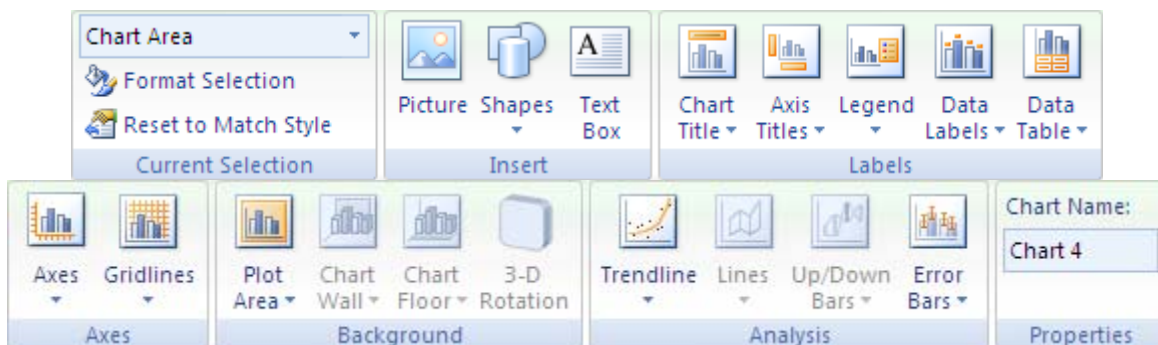 Chart Area
Format Selection
Reset to Match Style
Current Selection
Picture Shapes Text Box
Insert
Chart Title Axis Titles Legend Data Labels Data Table
Labels
Axes Gridlines
Axes
Plot Area Chart Wall Chart Floor 3-D Rotation
Background
Trendline Lines Up/Down Bars Error Bars
Analysis
Chart Name:
Chart 4
Properties